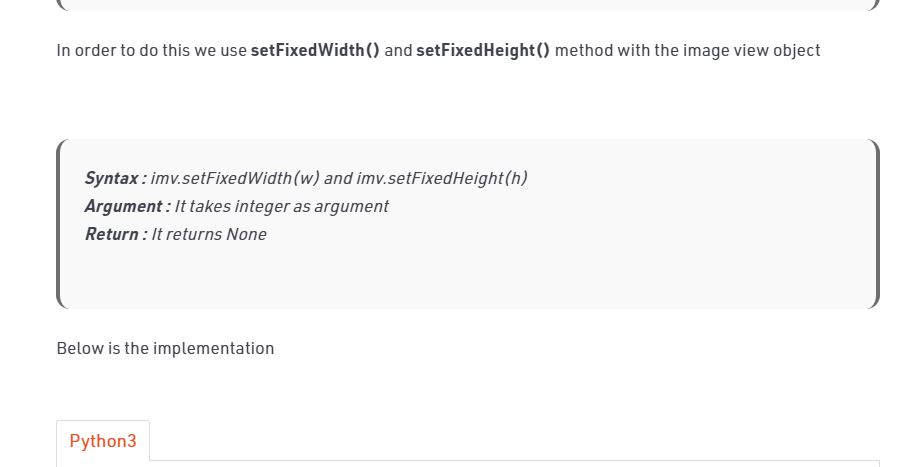 In order to do this we use setFixedWidth() and setFixedHeight() method with the image view object
Syntax : imv.setFixedWidth(w) and imv.setFixedHeight(h)
Argument : It takes integer as argument
Return : It returns None
Below is the implementation
Python3